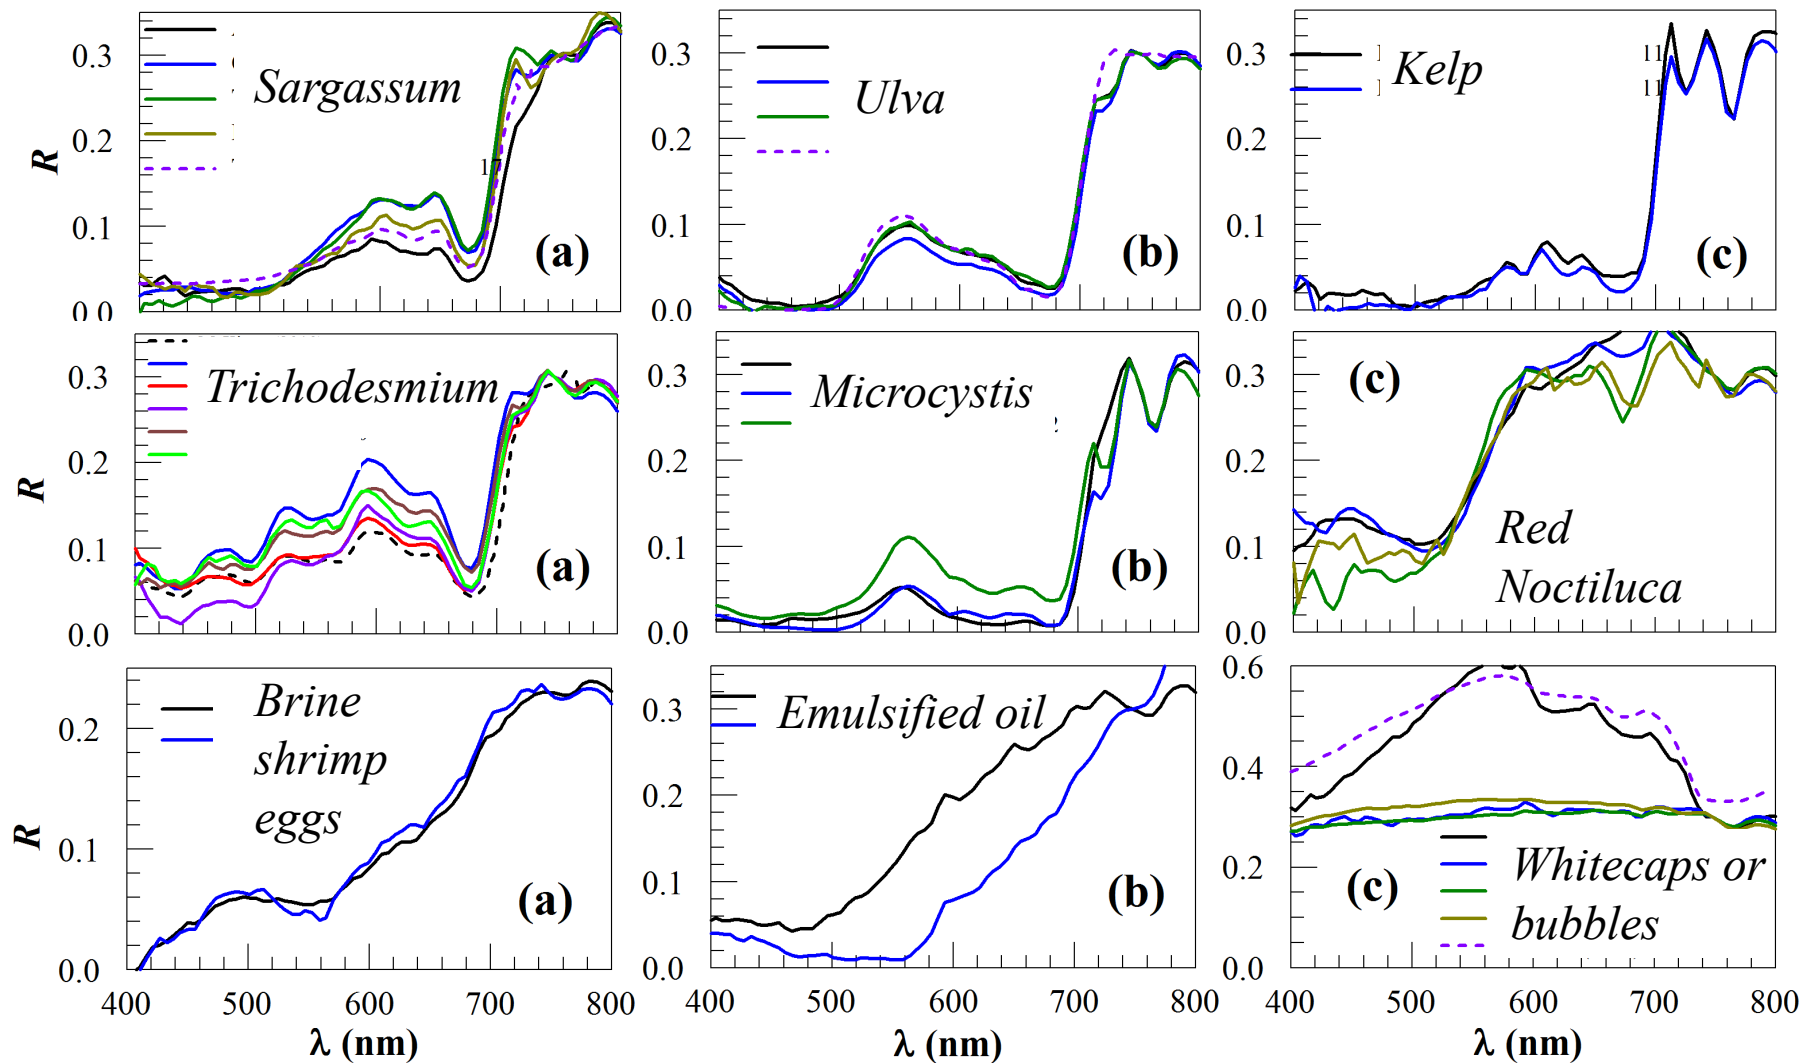 0.3
0.2
0.1
0.0
R
Sargassum
17
(a)
0.3
0.2
0.1
0.0
Ulva
(b)
0.3
0.2
0.1
0.0
Kelp
11
11
(c)
0.3
0.2
0.1
0.0
R
Trichodesmium
(a)
0.3
0.2
0.1
0.0
Microcystis
(b)
0.3
0.2
0.1
0.0
(c)
Red
Noctiluca
0.2
0.1
0.0
R
Brine
shrimp
eggs
(a)
400 500 600 700 800
λ (nm)
0.3
0.2
0.1
0.0
Emulsified oil
(b)
400 500 600 700 800
λ (nm)
0.6
0.4
0.2
0.0
(c)
Whitecaps or
bubbles
400 500 600 700 800
λ (nm)